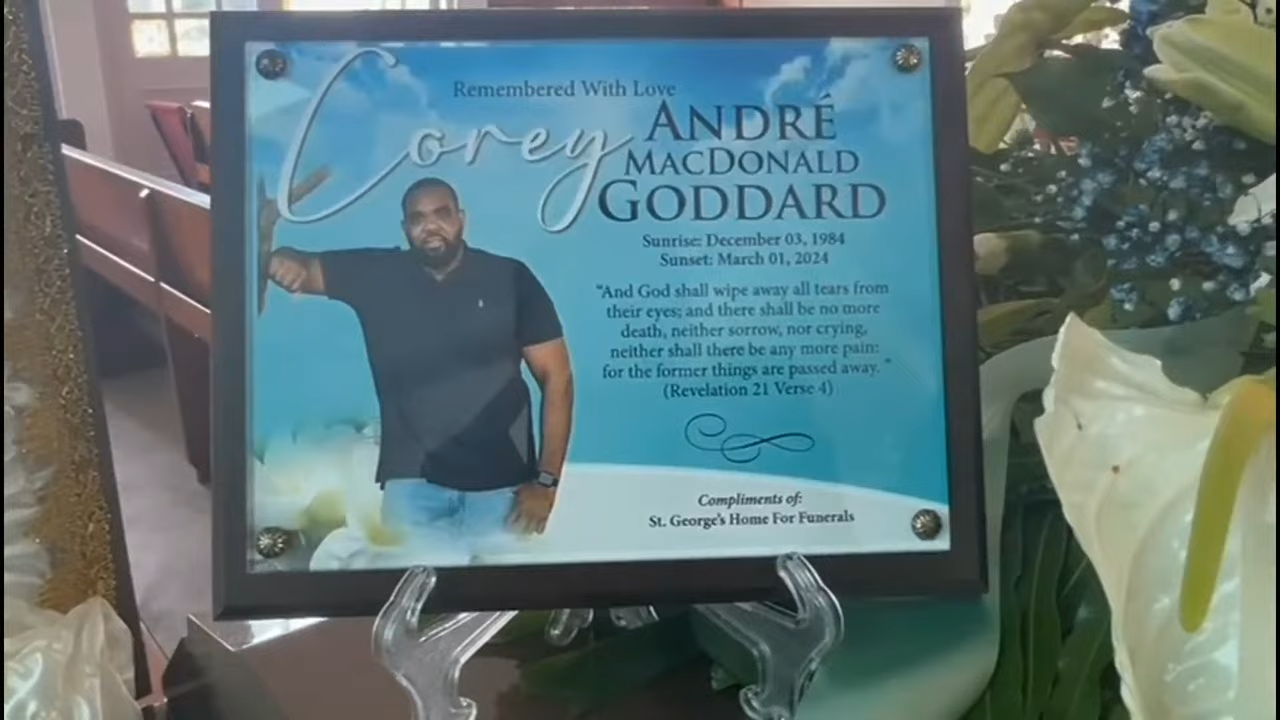 Remembered With Love
Corey ANDRÉ
MACDONALD
GODDARD
Sunrise: December 03, 1984
Sunset: March 01, 2024
"And God shall wipe away all tears from
their eyes; and there shall be no more
death, neither sorrow, nor crying,
neither shall there be any more pain:
for the former things are passed away. "
(Revelation 21 Verse 4)
Compliments of:
St. George's Home For Funerals